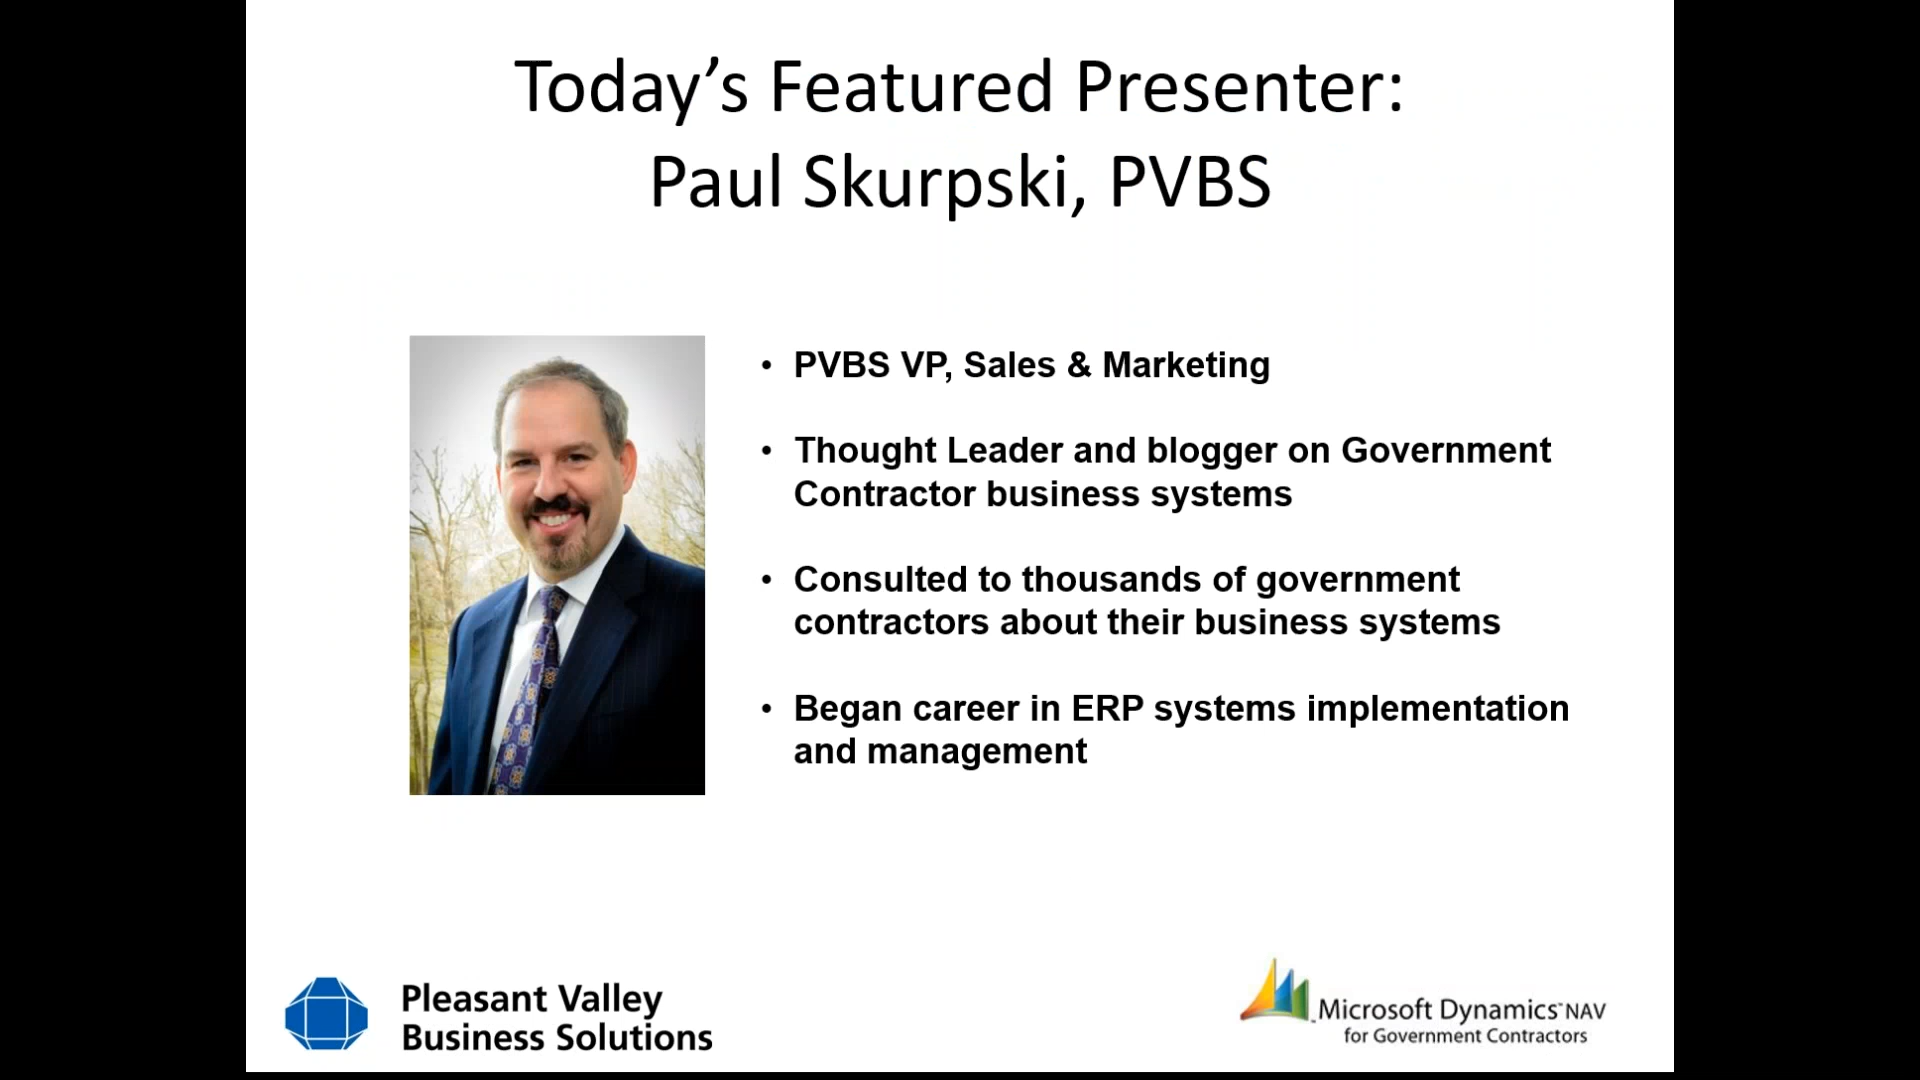 Today’s Featured Presenter:
Paul Skurpski, PVBS
• PVBS VP, Sales & Marketing
• Thought Leader and blogger on Government
Contractor business systems
• Consulted to thousands of government
contractors about their business systems
• Began career in ERP systems implementation
and management
Pleasant Valley
Business Solutions
Microsoft Dynamics™ NAV
for Government Contractors